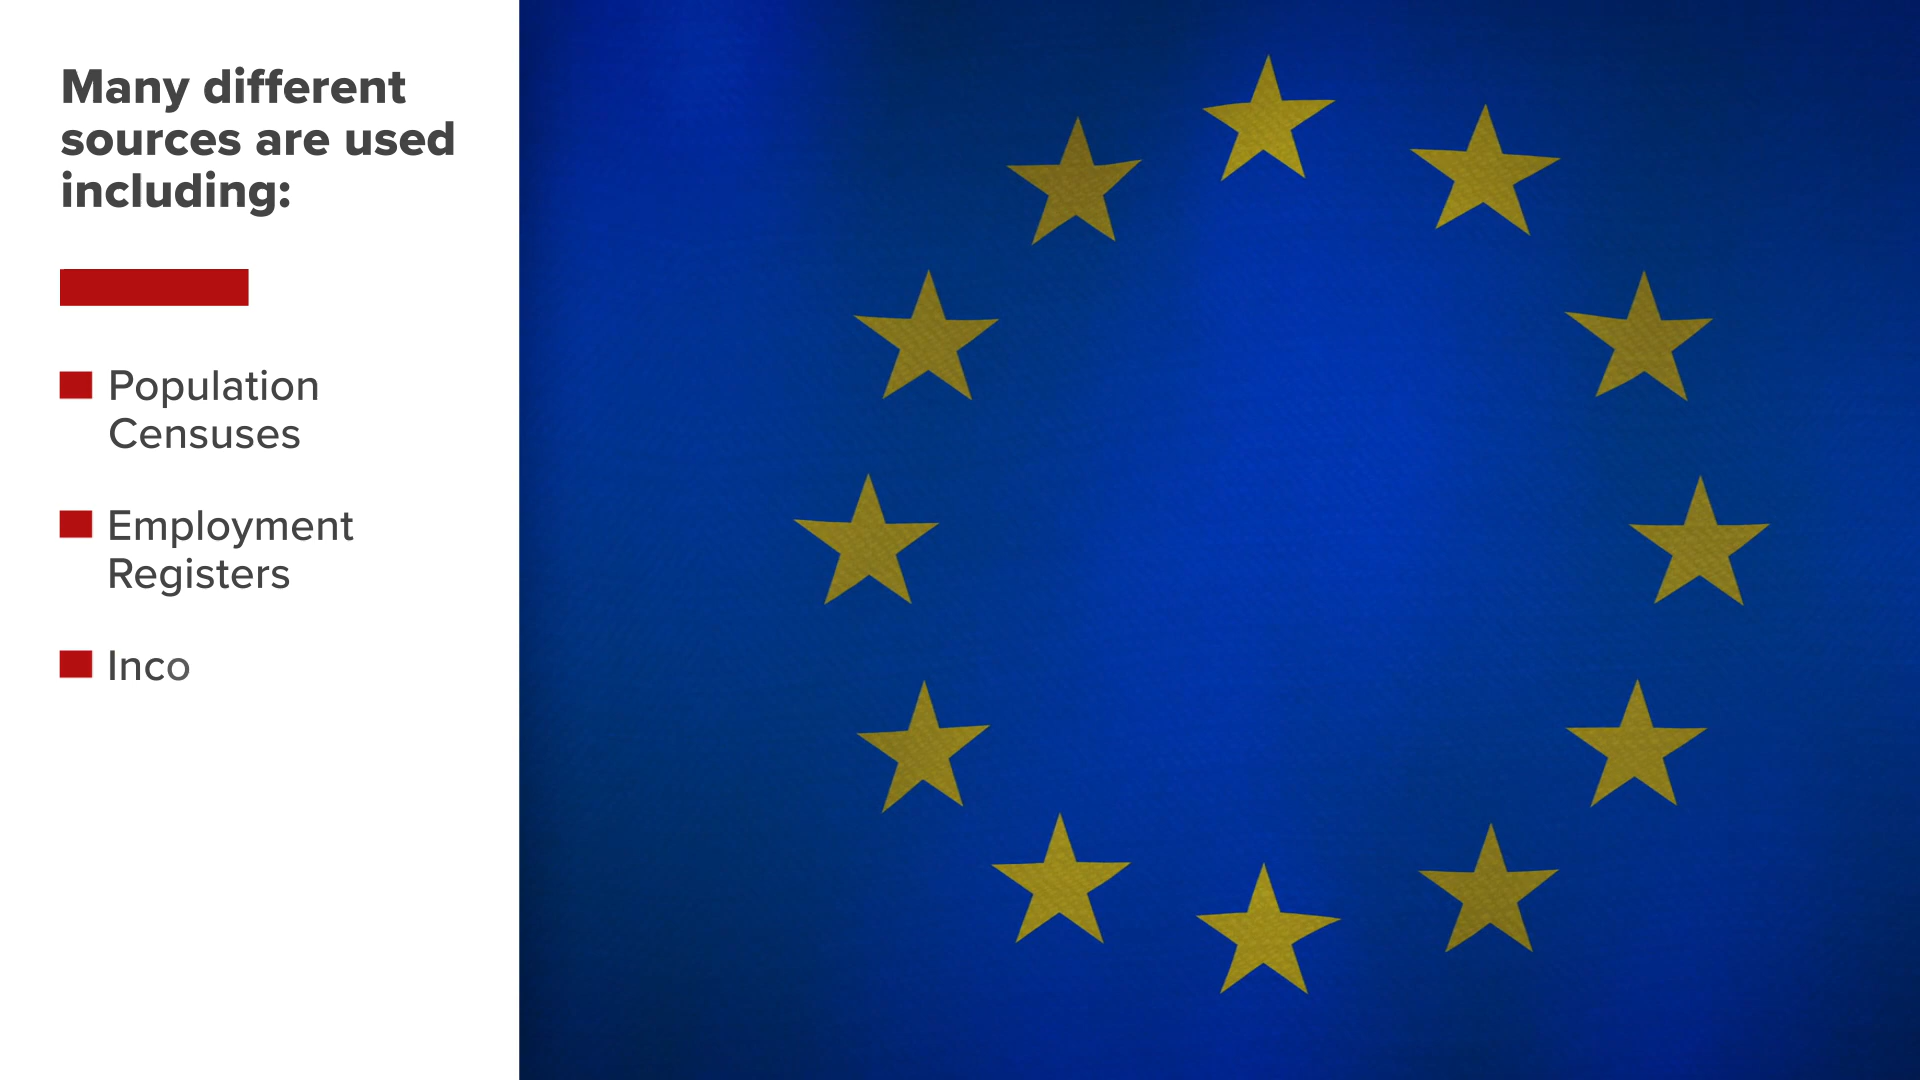 Many different
sources are used
including:
Population
Censuses
Employment
Registers
Inco